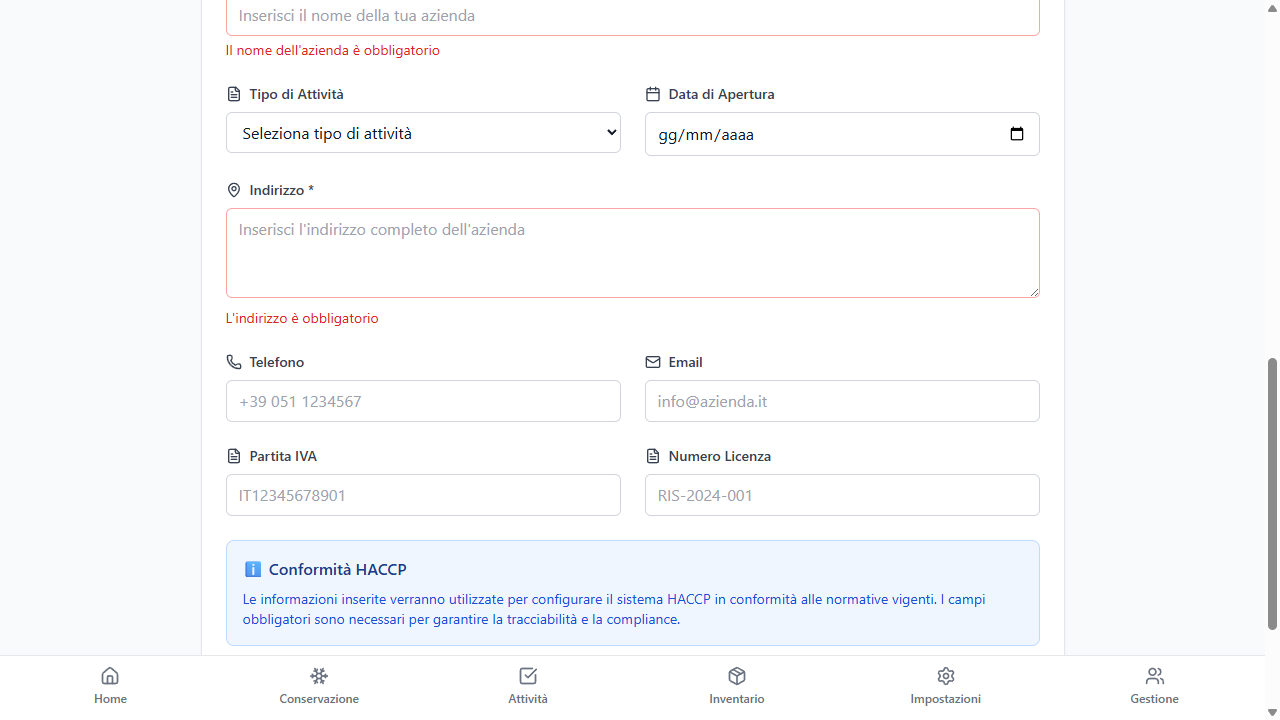 Inserisci il nome della tua azienda
Il nome dell'azienda è obbligatorio
Tipo di Attività
Data di Apertura
Seleziona tipo di attività
gg/mm/aaaa
Indirizzo *
Inserisci l'indirizzo completo dell'azienda
L'indirizzo è obbligatorio
Telefono
Email
+39 051 1234567
info@azienda.it
Partita IVA
Numero Licenza
IT12345678901
RIS-2024-001
ℹ️ Conformità HACCP
Le informazioni inserite verranno utilizzate per configurare il sistema HACCP in conformità alle normative vigenti. I campi
obbligatori sono necessari per garantire la tracciabilità e la compliance.
Home
Conservazione
Attività
Inventario
Impostazioni
Gestione